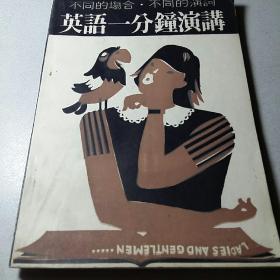 不同的場合·不同的演詞
英語一分鐘演講
LADIES AND GENTLEMEN......